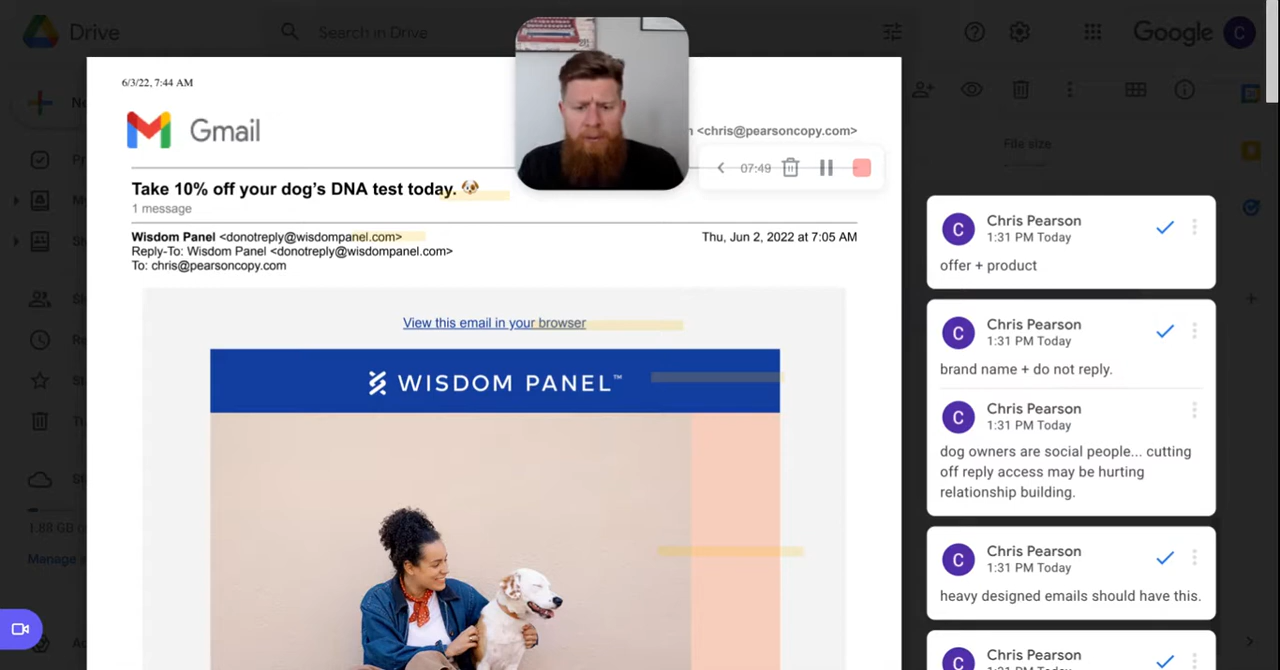 Drive
Search in Drive
Google
C
6/3/22, 7:44 AM
Gmail
<chris@pearsoncopy.com>
07:49
File size
Take 10% off your dog's DNA test today. 🐶
1 message
Wisdom Panel <donotreply@wisdompanel.com>
Thu, Jun 2, 2022 at 7:05 AM
Reply-To: Wisdom Panel <donotreply@wisdompanel.com>
To: chris@pearsoncopy.com
View this email in your browser
WISDOM PANEL™
1.88 GB
Manage
C
Chris Pearson
1:31 PM Today
offer + product
C
Chris Pearson
1:31 PM Today
brand name + do not reply.
C
Chris Pearson
1:31 PM Today
dog owners are social people... cutting
off reply access may be hurting
relationship building.
C
Chris Pearson
1:31 PM Today
heavy designed emails should have this.
C
Chris Pearson
1:31 PM Today